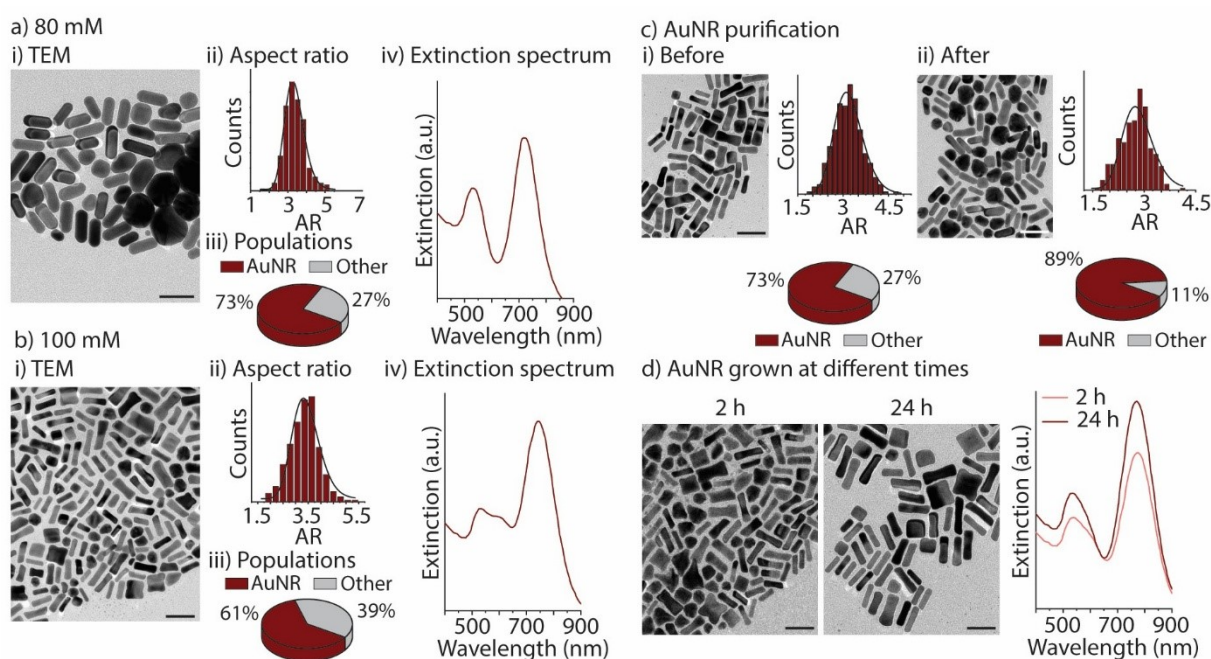 a) 80 mM
i) TEM
ii) Aspect ratio
Counts
1 3 5 7
AR
iii) Populations
AuNR Other
73% 27%
iv) Extinction spectrum
Extinction (a.u.)
500 700 900
Wavelength (nm)
b) 100 mM
i) TEM
ii) Aspect ratio
Counts
1.5 3.5 5.5
AR
iii) Populations
AuNR Other
61% 39%
iv) Extinction spectrum
Extinction (a.u.)
500 700 900
Wavelength (nm)
c) AuNR purification
i) Before
Counts
1.5 3 4.5
AR
73% 27%
AuNR Other
ii) After
Counts
1.5 3 4.5
AR
89%
11%
AuNR Other
d) AuNR grown at different times
2 h
24 h
2 h
24 h
Extinction (a.u.)
500 700 900
Wavelength (nm)